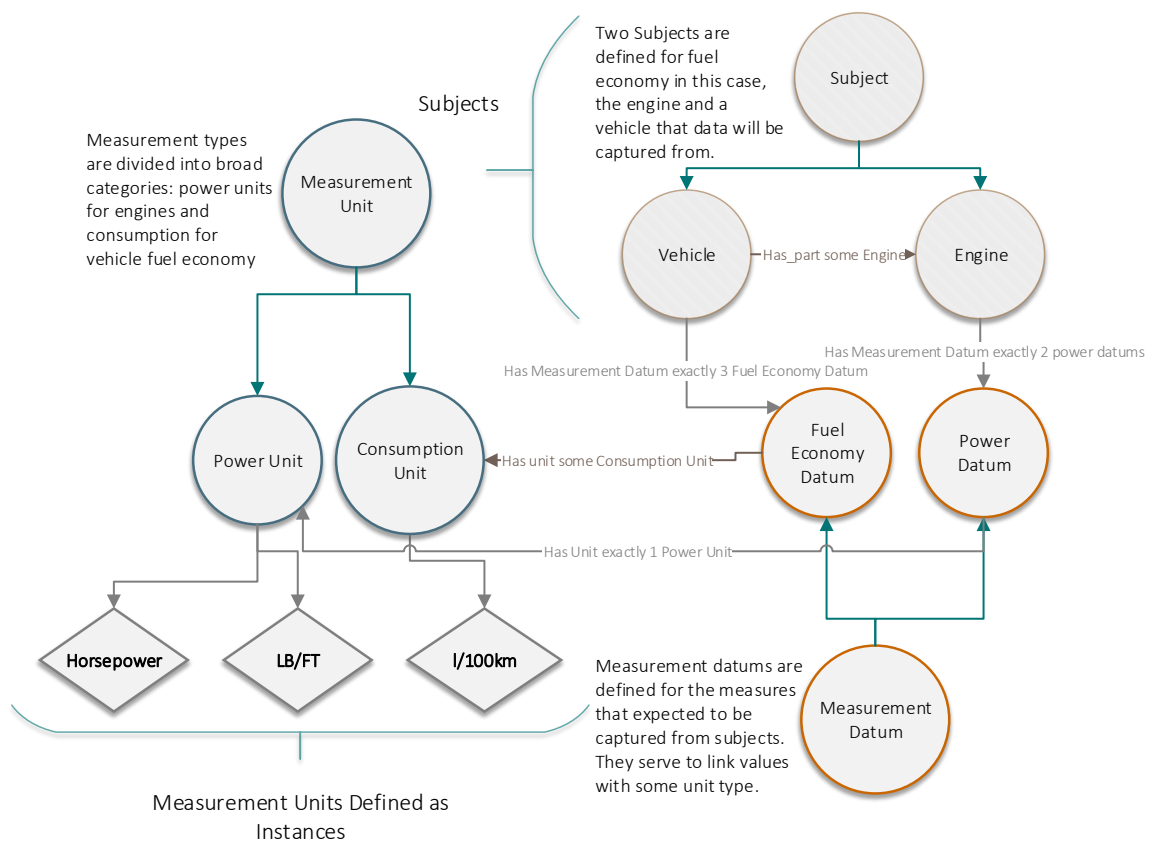 Two Subjects are
defined for fuel
economy in this case,
the engine and a
vehicle that data will be
captured from.
Subject
Subjects
Measurement types
are divided into broad
categories: power units
for engines and
consumption for
vehicle fuel economy
Measurement
Unit
Vehicle
Has_part some Engine
Engine
Has Measurement Datum exactly 2 power datums
Has Measurement Datum exactly 3 Fuel Economy Datum
Power Unit
Consumption
Unit
Has unit some Consumption Unit
Fuel
Economy
Datum
Power
Datum
Has Unit exactly 1 Power Unit
Horsepower
LB/FT
l/100km
Measurement datums are
defined for the measures
that expected to be
captured from subjects.
They serve to link values
with some unit type.
Measurement
Datum
Measurement Units Defined as
Instances